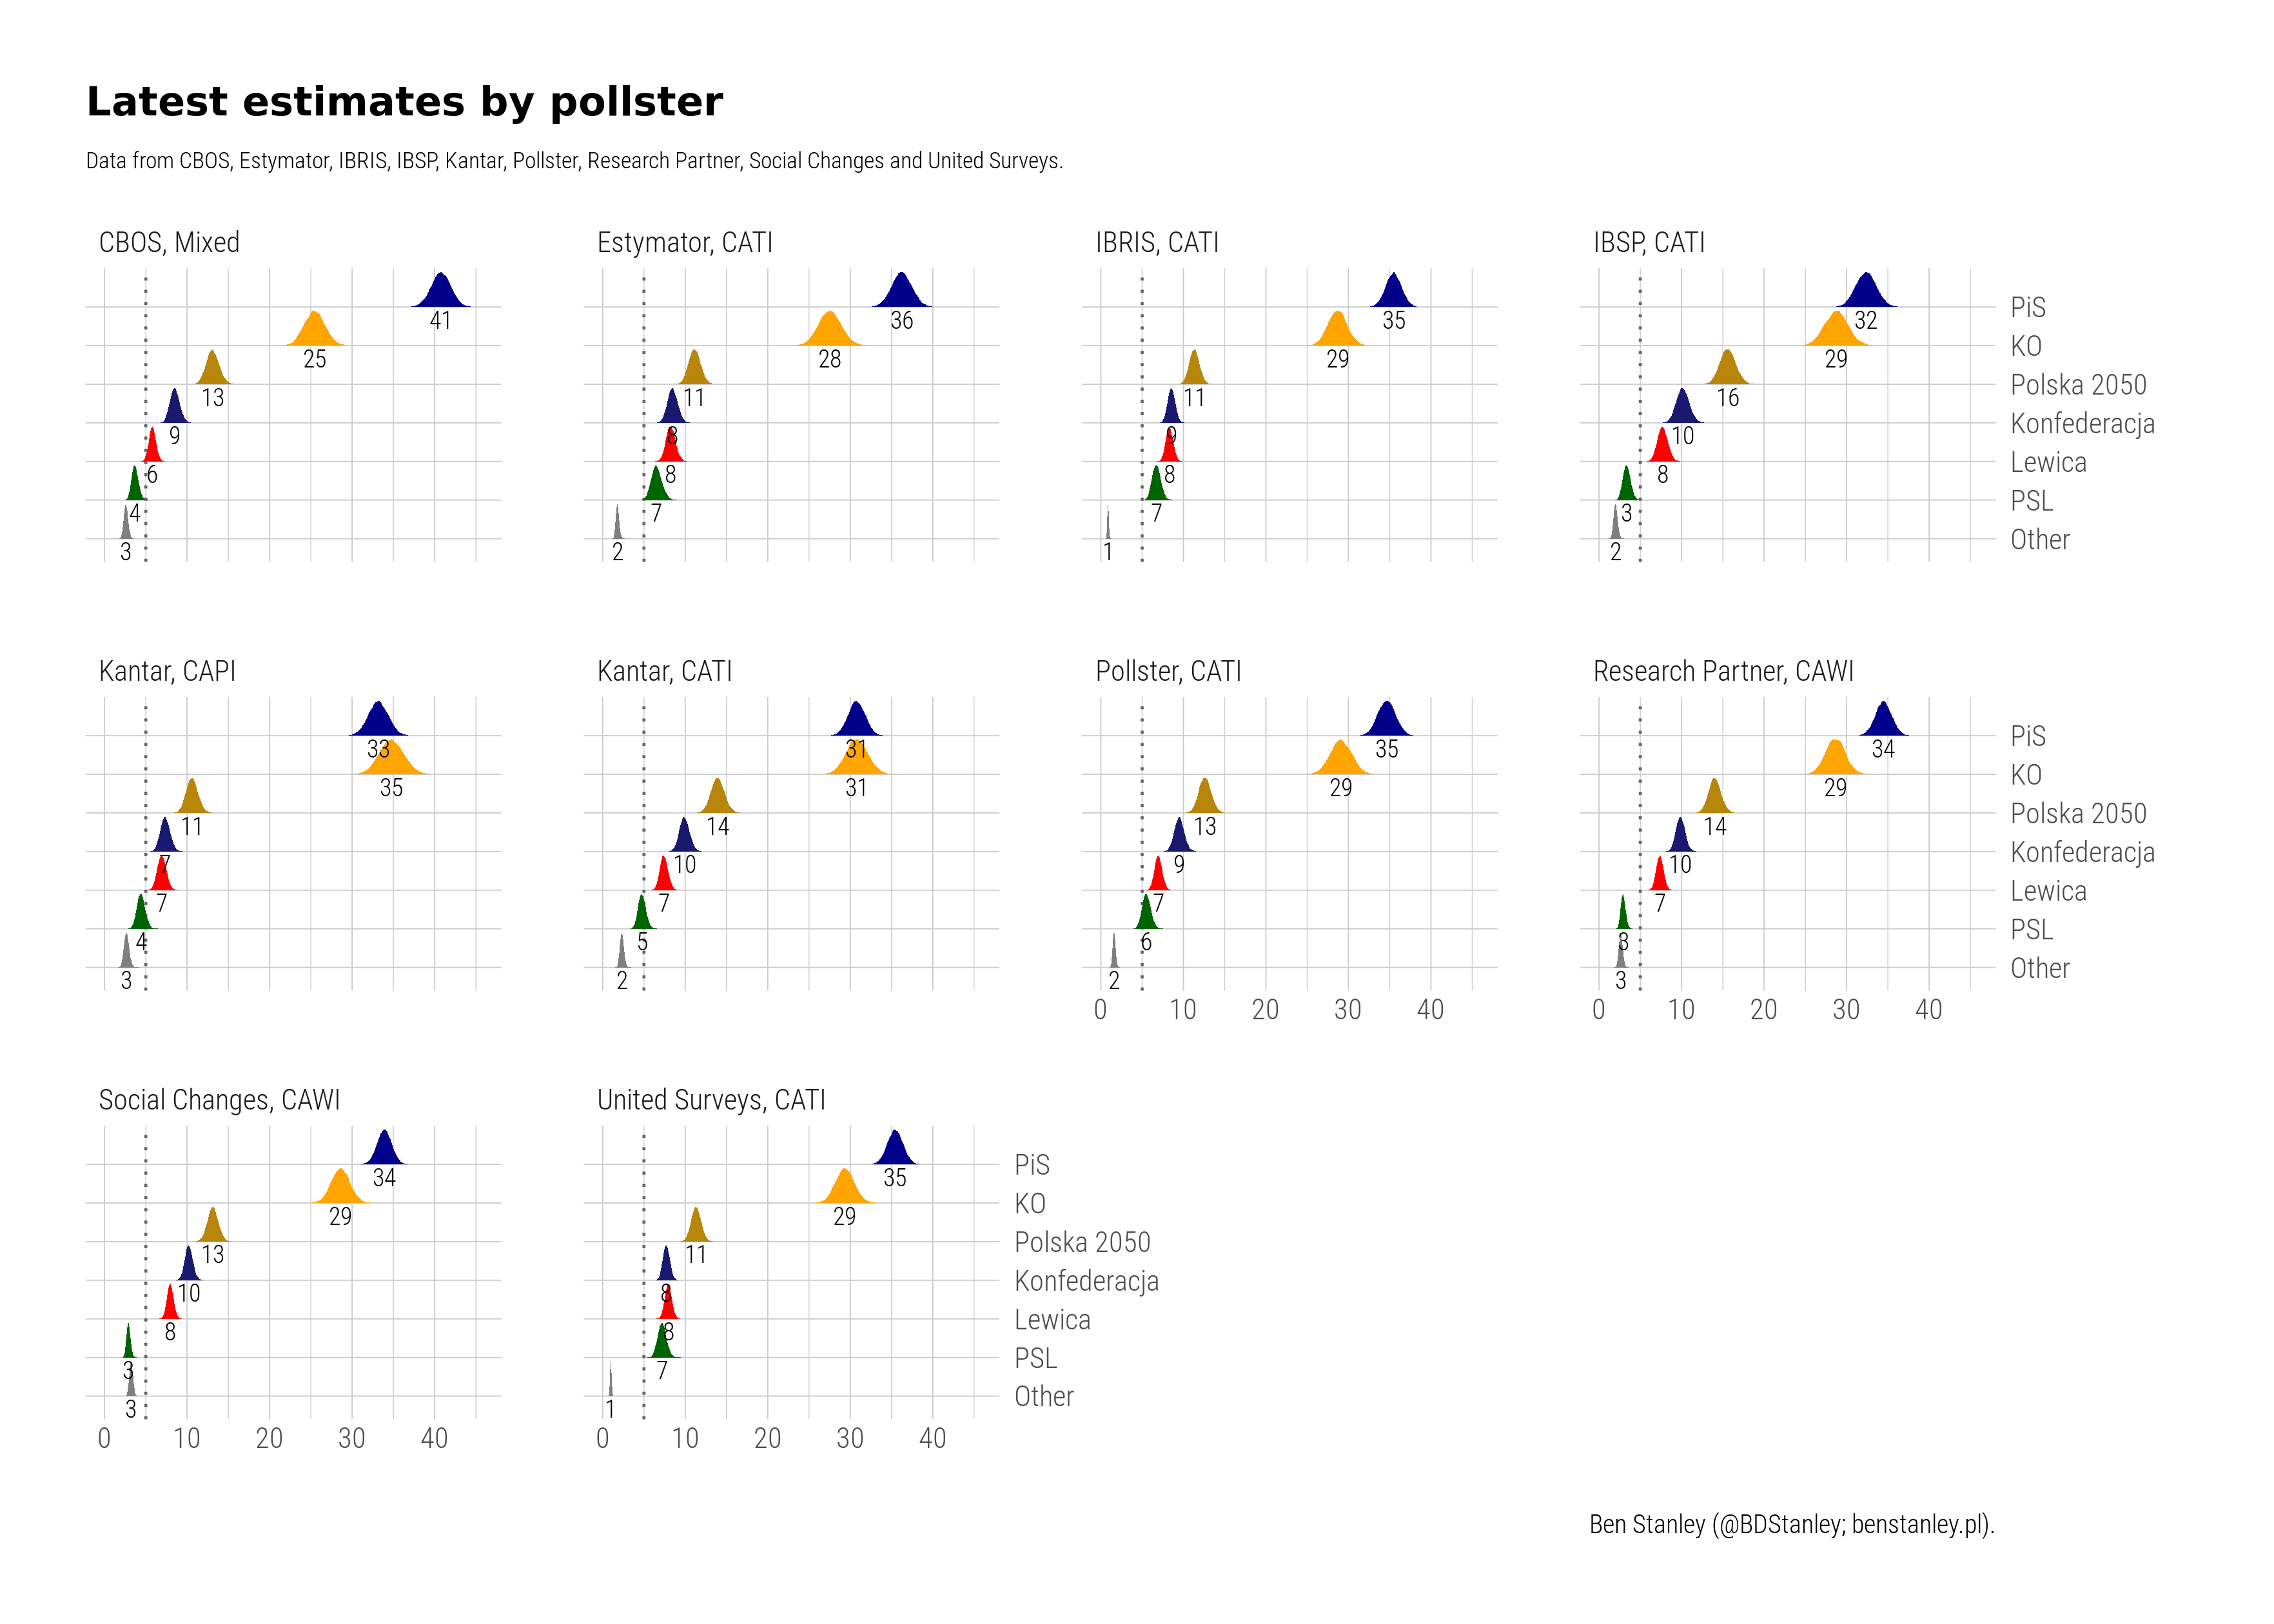 Latest estimates by pollster
Data from CBOS, Estymator, IBRIS, IBSP, Kantar, Pollster, Research Partner, Social Changes and United Surveys.
CBOS, Mixed
41
25
13
9
6
4
3
Estymator, CATI
36
28
11
8
8
7
2
IBRIS, CATI
35
29
11
9
8
7
1
IBSP, CATI
32
29
16
10
8
3
2
PiS
KO
Polska 2050
Konfederacja
Lewica
PSL
Other
Kantar, CAPI
33
35
11
7
7
4
3
Kantar, CATI
31
31
14
10
7
5
2
Pollster, CATI
35
29
13
9
7
6
2
0 10 20 30 40
Research Partner, CAWI
34
29
14
10
7
3
3
0 10 20 30 40
PiS
KO
Polska 2050
Konfederacja
Lewica
PSL
Other
Social Changes, CAWI
34
29
13
10
8
3
3
0 10 20 30 40
United Surveys, CATI
35
29
11
8
8
7
1
0 10 20 30 40
PiS
KO
Polska 2050
Konfederacja
Lewica
PSL
Other
Ben Stanley (@BDStanley; benstanley.pl).